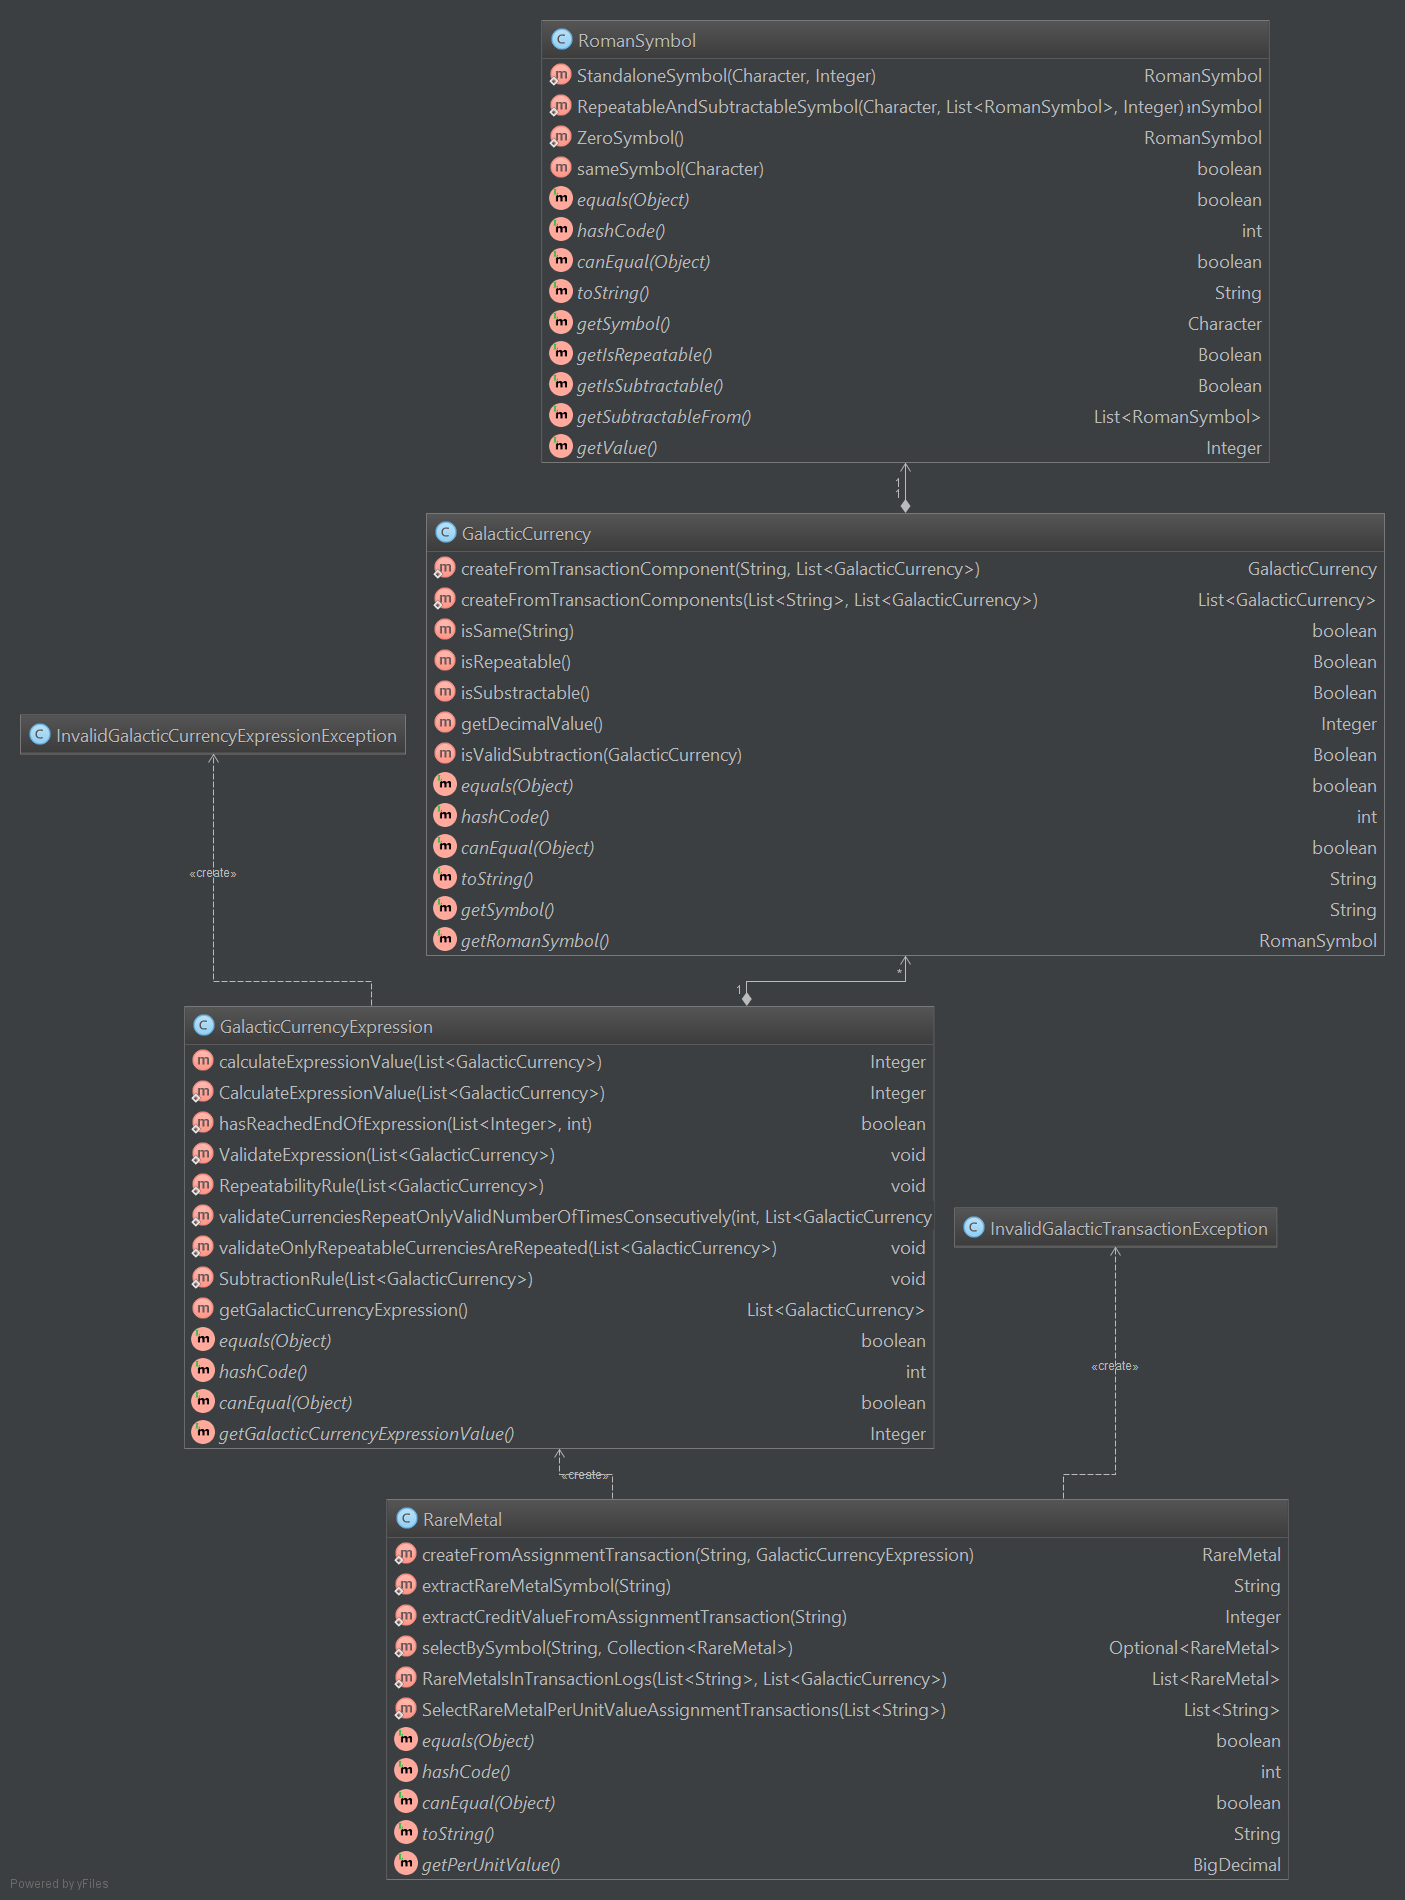 RomanSymbol
StandaloneSymbol(Character, Integer) RomanSymbol
RepeatableAndSubtractableSymbol(Character, List<RomanSymbol>, Integer) nSymbol
ZeroSymbol() RomanSymbol
sameSymbol(Character) boolean
equals(Object) boolean
hashCode() int
canEqual(Object) boolean
toString() String
getSymbol() Character
getIsRepeatable() Boolean
getIsSubtractable() Boolean
getSubtractableFrom() List<RomanSymbol>
getValue() Integer
1
1
GalacticCurrency
createFromTransactionComponent(String, List<GalacticCurrency>) GalacticCurrency
createFromTransactionComponents(List<String>, List<GalacticCurrency>) List<GalacticCurrency>
isSame(String) boolean
isRepeatable() Boolean
isSubstractable() Boolean
getDecimalValue() Integer
isValidSubtraction(GalacticCurrency) Boolean
equals(Object) boolean
hashCode() int
canEqual(Object) boolean
toString() String
getSymbol() String
getRomanSymbol() RomanSymbol
InvalidGalacticCurrencyExpressionException
«create»
*
1
GalacticCurrencyExpression
calculateExpressionValue(List<GalacticCurrency>) Integer
CalculateExpressionValue(List<GalacticCurrency>) Integer
hasReachedEndOfExpression(List<Integer>, int) boolean
ValidateExpression(List<GalacticCurrency>) void
RepeatabilityRule(List<GalacticCurrency>) void
validateCurrenciesRepeatOnlyValidNumberOfTimesConsecutively(int, List<GalacticCurrency
validateOnlyRepeatableCurrenciesAreRepeated(List<GalacticCurrency>) void
SubtractionRule(List<GalacticCurrency>) void
getGalacticCurrencyExpression() List<GalacticCurrency>
equals(Object) boolean
hashCode() int
canEqual(Object) boolean
getGalacticCurrencyExpressionValue() Integer
InvalidGalacticTransactionException
«create»
«create»
RareMetal
createFromAssignmentTransaction(String, GalacticCurrencyExpression) RareMetal
extractRareMetalSymbol(String) String
extractCreditValueFromAssignmentTransaction(String) Integer
selectBySymbol(String, Collection<RareMetal>) Optional<RareMetal>
RareMetalsInTransactionLogs(List<String>, List<GalacticCurrency>) List<RareMetal>
SelectRareMetalPerUnitValueAssignmentTransactions(List<String>) List<String>
equals(Object) boolean
hashCode() int
canEqual(Object) boolean
toString() String
getPerUnitValue() BigDecimal
Powered by yFiles